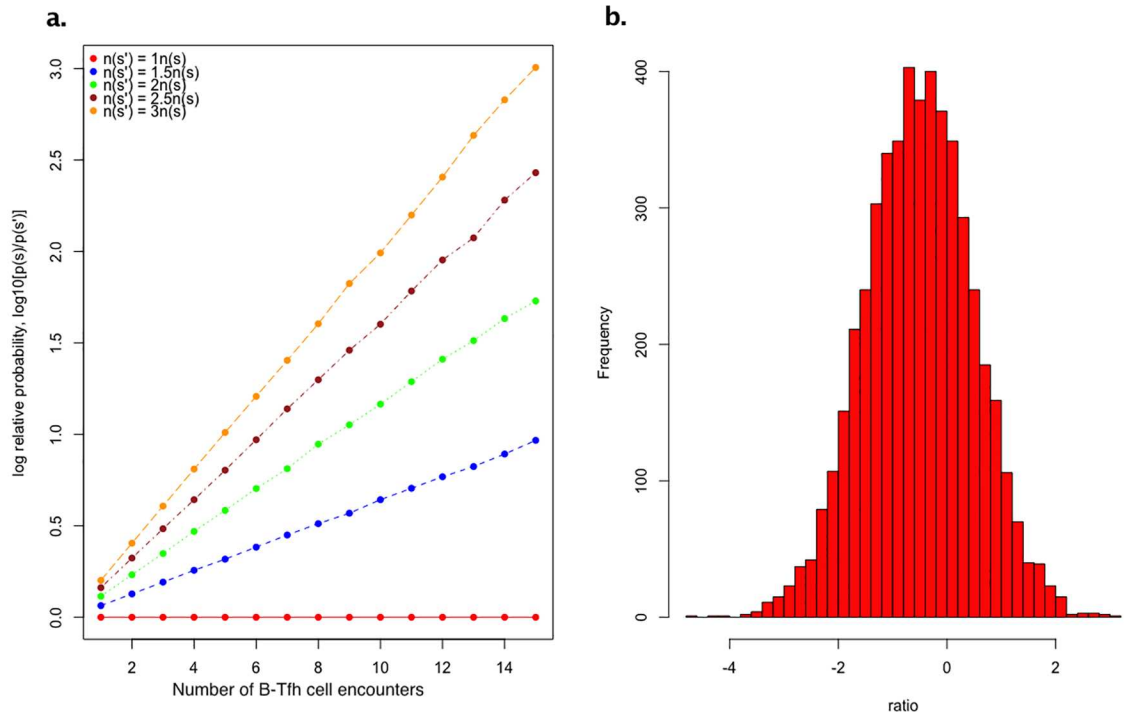 a.
n(s') = 1n(s)
n(s') = 1.5n(s)
n(s') = 2n(s)
n(s') = 2.5n(s)
n(s') = 3n(s)
3.0
2.5
2.0
1.5
1.0
0.5
0.0
log relative probability, log10[p(s)/p(s')]
2 4 6 8 10 12 14
Number of B-Tfh cell encounters
b.
400
300
200
100
0
Frequency
-4 -2 0 2
ratio